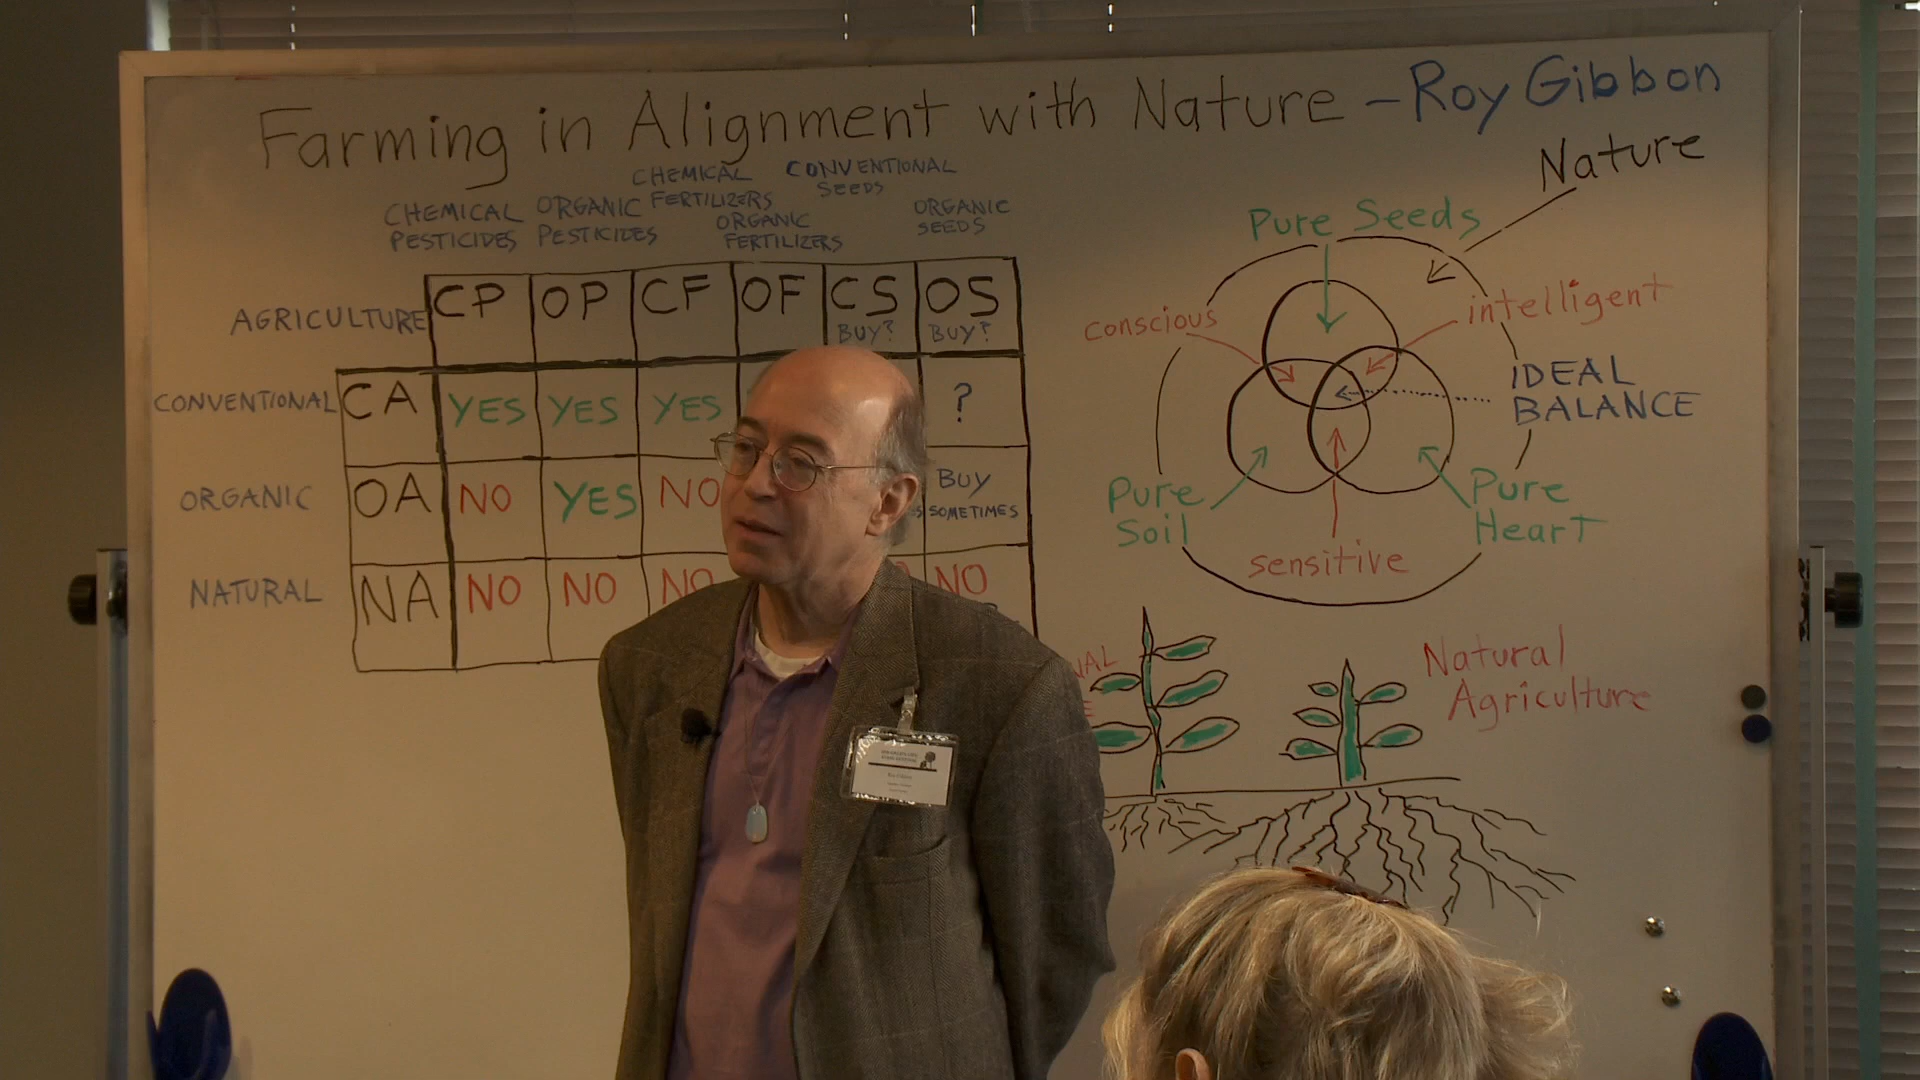 Farming in Alignment with Nature - Roy Gibbon
CHEMICAL PESTICIDES
ORGANIC PESTICIDES
CHEMICAL FERTILIZERS
ORGANIC FERTILIZERS
CONVENTIONAL SEEDS
ORGANIC SEEDS
AGRICULTURE CP OP CF OF CS OS
BUY? BUY?
CONVENTIONAL CA YES YES YES ?
ORGANIC OA NO YES NO BUY
SOMETIMES
NATURAL NA NO NO NO NO
Nature
Pure Seeds
conscious
intelligent
IDEAL
BALANCE
Pure
Soil
Pure
Heart
sensitive
Natural
Agriculture